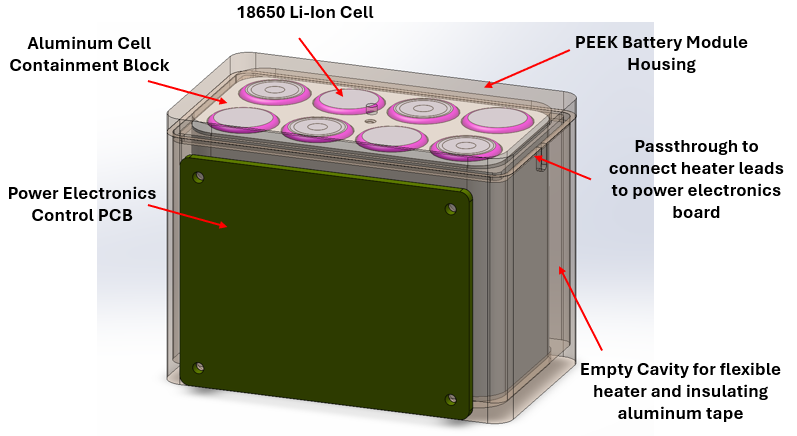 18650 Li-Ion Cell
Aluminum Cell
Containment Block
PEEK Battery Module
Housing
Passthrough to
connect heater leads
to power electronics
board
Power Electronics
Control PCB
Empty Cavity for flexible
heater and insulating
aluminum tape